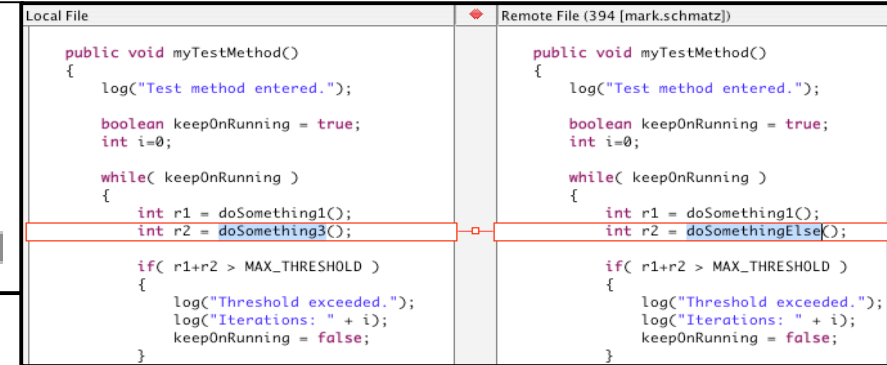 Local File
public void myTestMethod()
{
log("Test method entered.");
boolean keepOnRunning = true;
int i=0;
while( keepOnRunning )
{
int r1 = doSomething1();
int r2 = doSomething3();
if( r1+r2 > MAX_THRESHOLD )
{
log("Threshold exceeded.");
log("Iterations: " + i);
keepOnRunning = false;
}
Remote File (394 [mark.schmatz])
public void myTestMethod()
{
log("Test method entered.");
boolean keepOnRunning = true;
int i=0;
while( keepOnRunning )
{
int r1 = doSomething1();
int r2 = doSomethingElse();
if( r1+r2 > MAX_THRESHOLD )
{
log("Threshold exceeded.");
log("Iterations: " + i);
keepOnRunning = false;
}